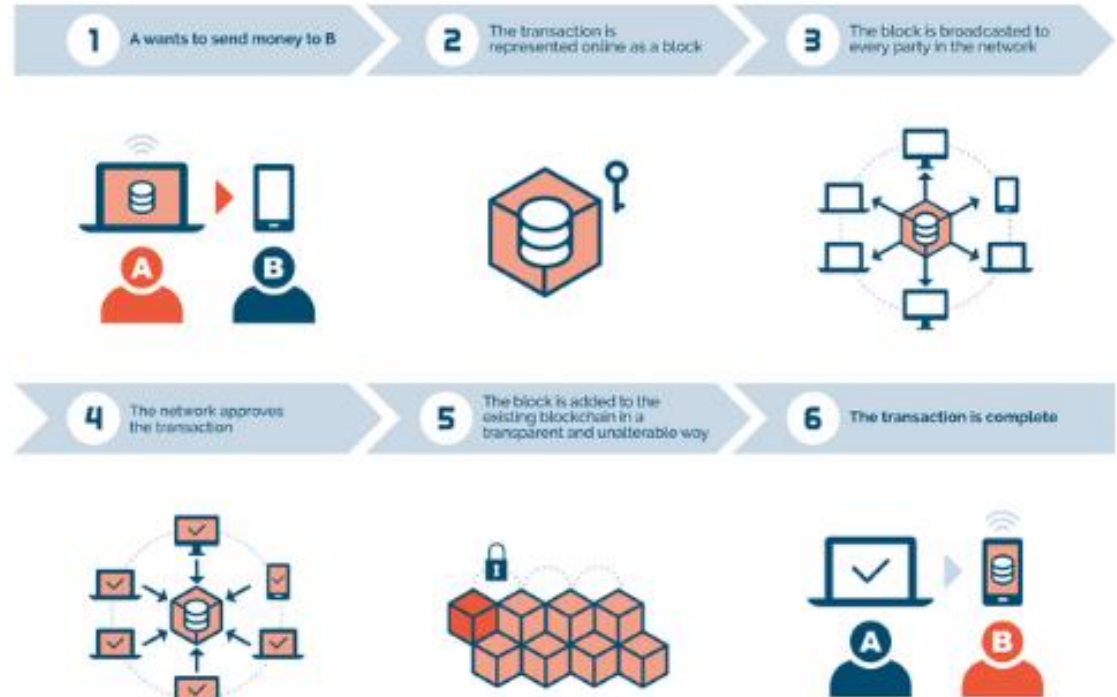 1
A wants to send money to B
2
The transaction is
represented online as a block
3
The block is broadcasted to
every party in the network
A
B
4
The network approves
the transaction
5
The block is added to the
existing blockchain in a
transparent and unalterable way
6
The transaction is complete
A
B